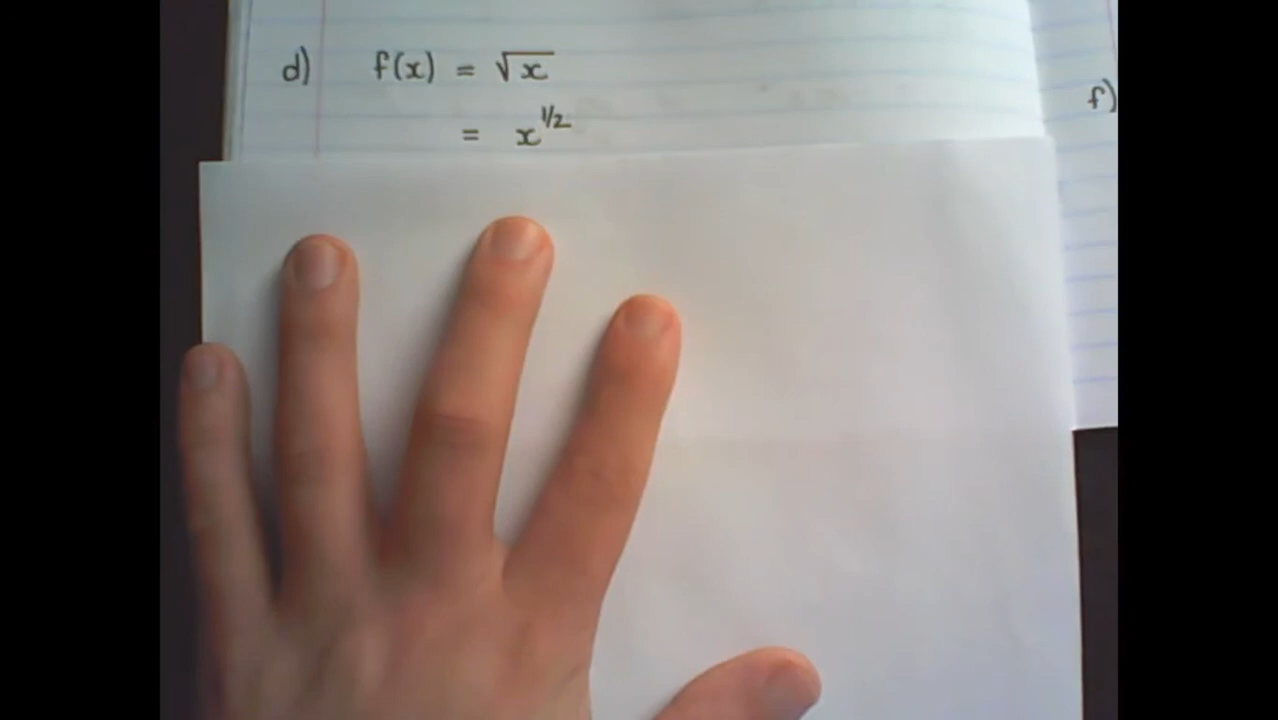 d) f(x) = √x
= x^1/2
f)